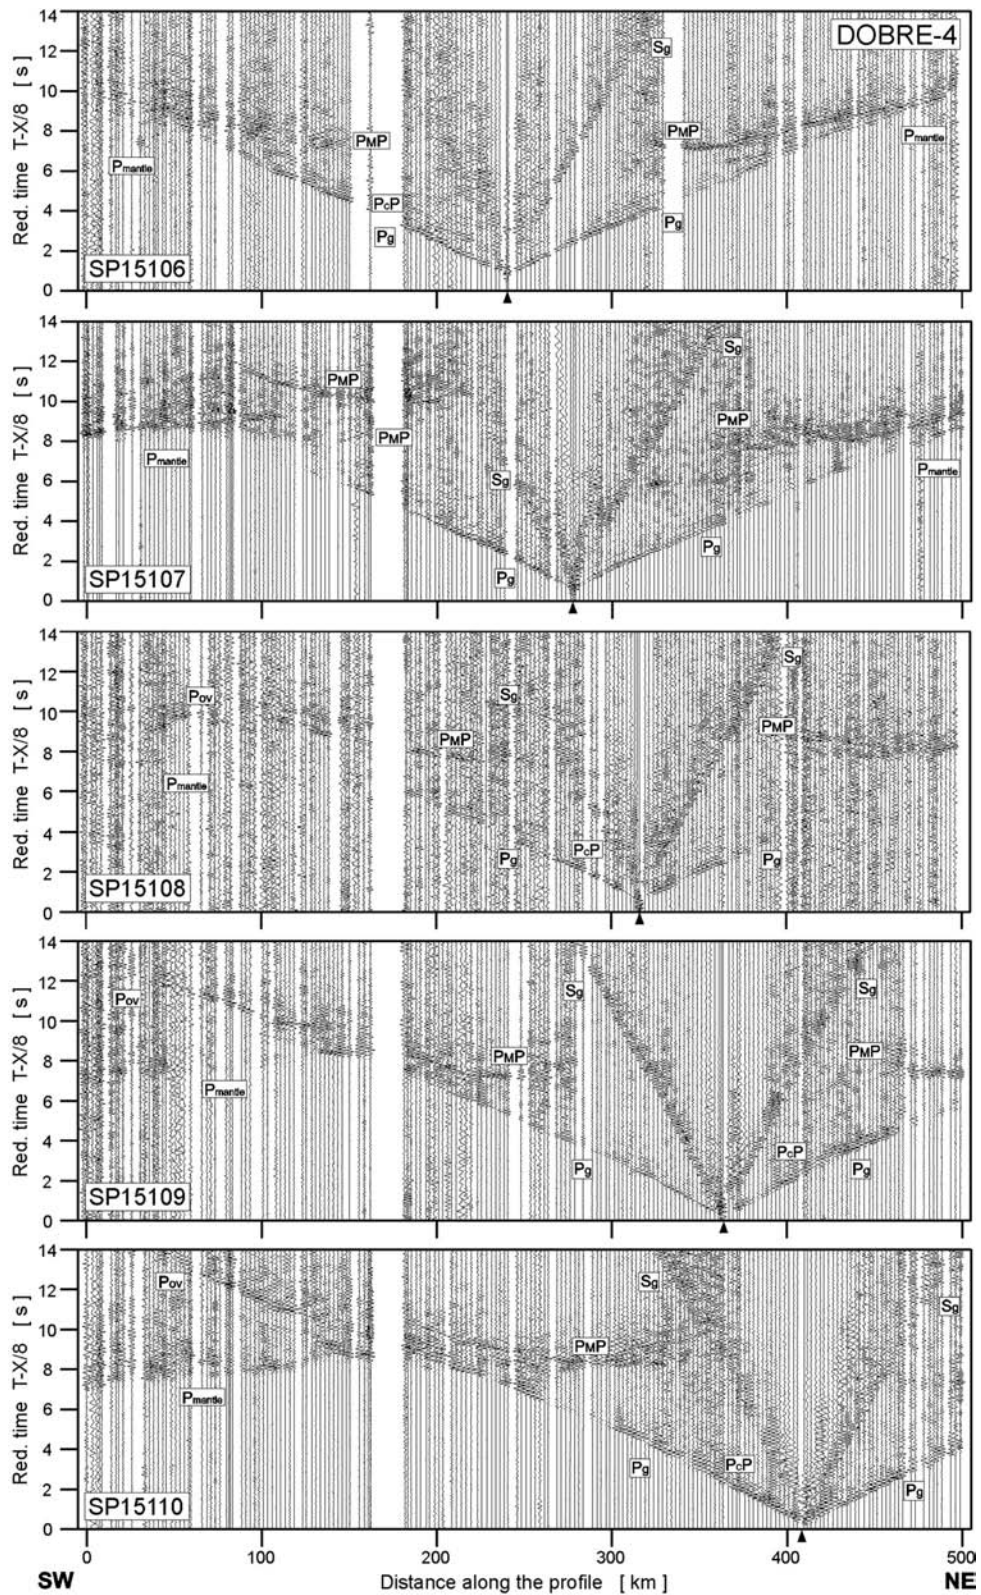 DOBRE-4
Red. time T-X/8 [ s ]
14
12
10
8
6
4
2
0
Sg
PMP
PMP
Pmantle
Pmantle
PcP
Pg
Pg
SP15106
Red. time T-X/8 [ s ]
14
12
10
8
6
4
2
0
Sg
PMP
PMP
PMP
Pmantle
Pmantle
Sg
Pg
Pg
SP15107
Red. time T-X/8 [ s ]
14
12
10
8
6
4
2
0
Sg
Pov
Sg
PMP
PMP
Pmantle
PcP
Pg
Pg
SP15108
Red. time T-X/8 [ s ]
14
12
10
8
6
4
2
0
Pov
Sg
Sg
PMP
PMP
Pmantle
PcP
Pg
Pg
SP15109
Red. time T-X/8 [ s ]
14
12
10
8
6
4
2
0
Pov
Sg
Sg
PMP
Pmantle
PcP
Pg
Pg
SP15110
0 100 200 300 400 500
SW Distance along the profile [ km ] NE